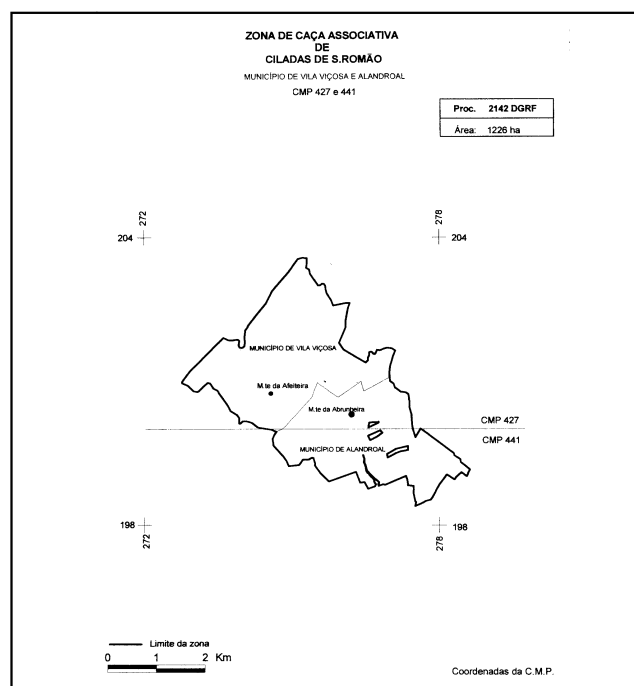 ZONA DE CAÇA ASSOCIATIVA
DE
CILADAS DE S.ROMÃO
MUNICÍPIO DE VILA VIÇOSA E ALANDROAL
CMP 427 e 441
Proc. 2142 DGRF
Área: 1226 ha
272
278
204
204
MUNICÍPIO DE VILA VIÇOSA
M.te da Afeiteira
M.te da Abrunheira
CMP 427
CMP 441
MUNICÍPIO DE ALANDROAL
198
198
272
278
Limite da zona
0 1 2 Km
Coordenadas da C.M.P.